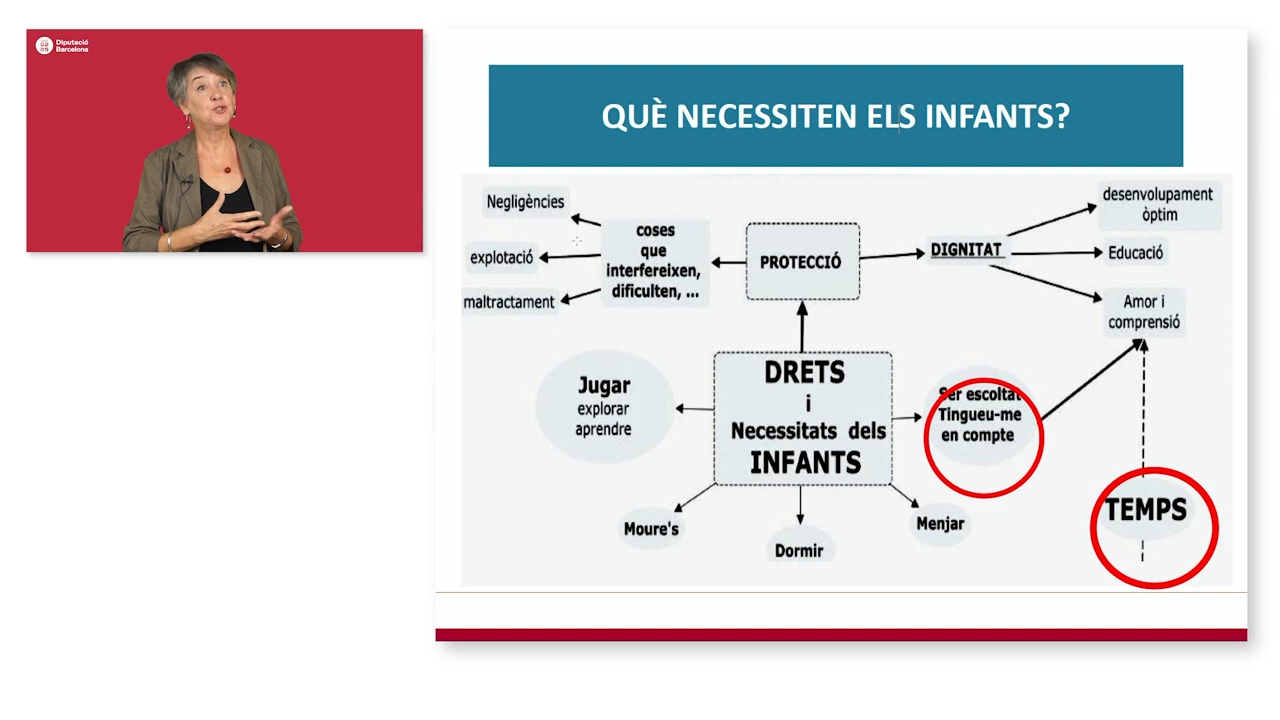 Diputació
Barcelona
QUÈ NECESSITEN ELS INFANTS?
Negligències
explotació
maltractament
coses
que
interfereixen,
dificulten, ...
PROTECCIÓ
DIGNITAT
desenvolupament
òptim
Educació
Amor i
comprensió
Jugar
explorar
aprendre
DRETS
i
Necessitats dels
INFANTS
Ser escoltat
Tingueu-me
en compte
TEMPS
Moure's
Dormir
Menjar